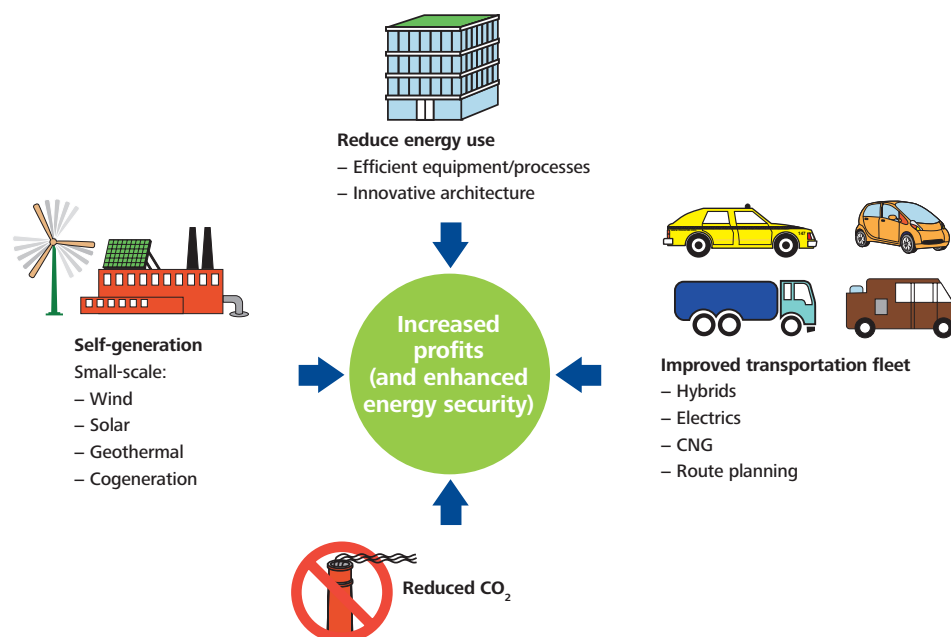 Reduce energy use
– Efficient equipment/processes
– Innovative architecture
Self-generation
Small-scale:
– Wind
– Solar
– Geothermal
– Cogeneration
Increased
profits
(and enhanced
energy security)
147
Improved transportation fleet
– Hybrids
– Electrics
– CNG
– Route planning
Reduced CO₂